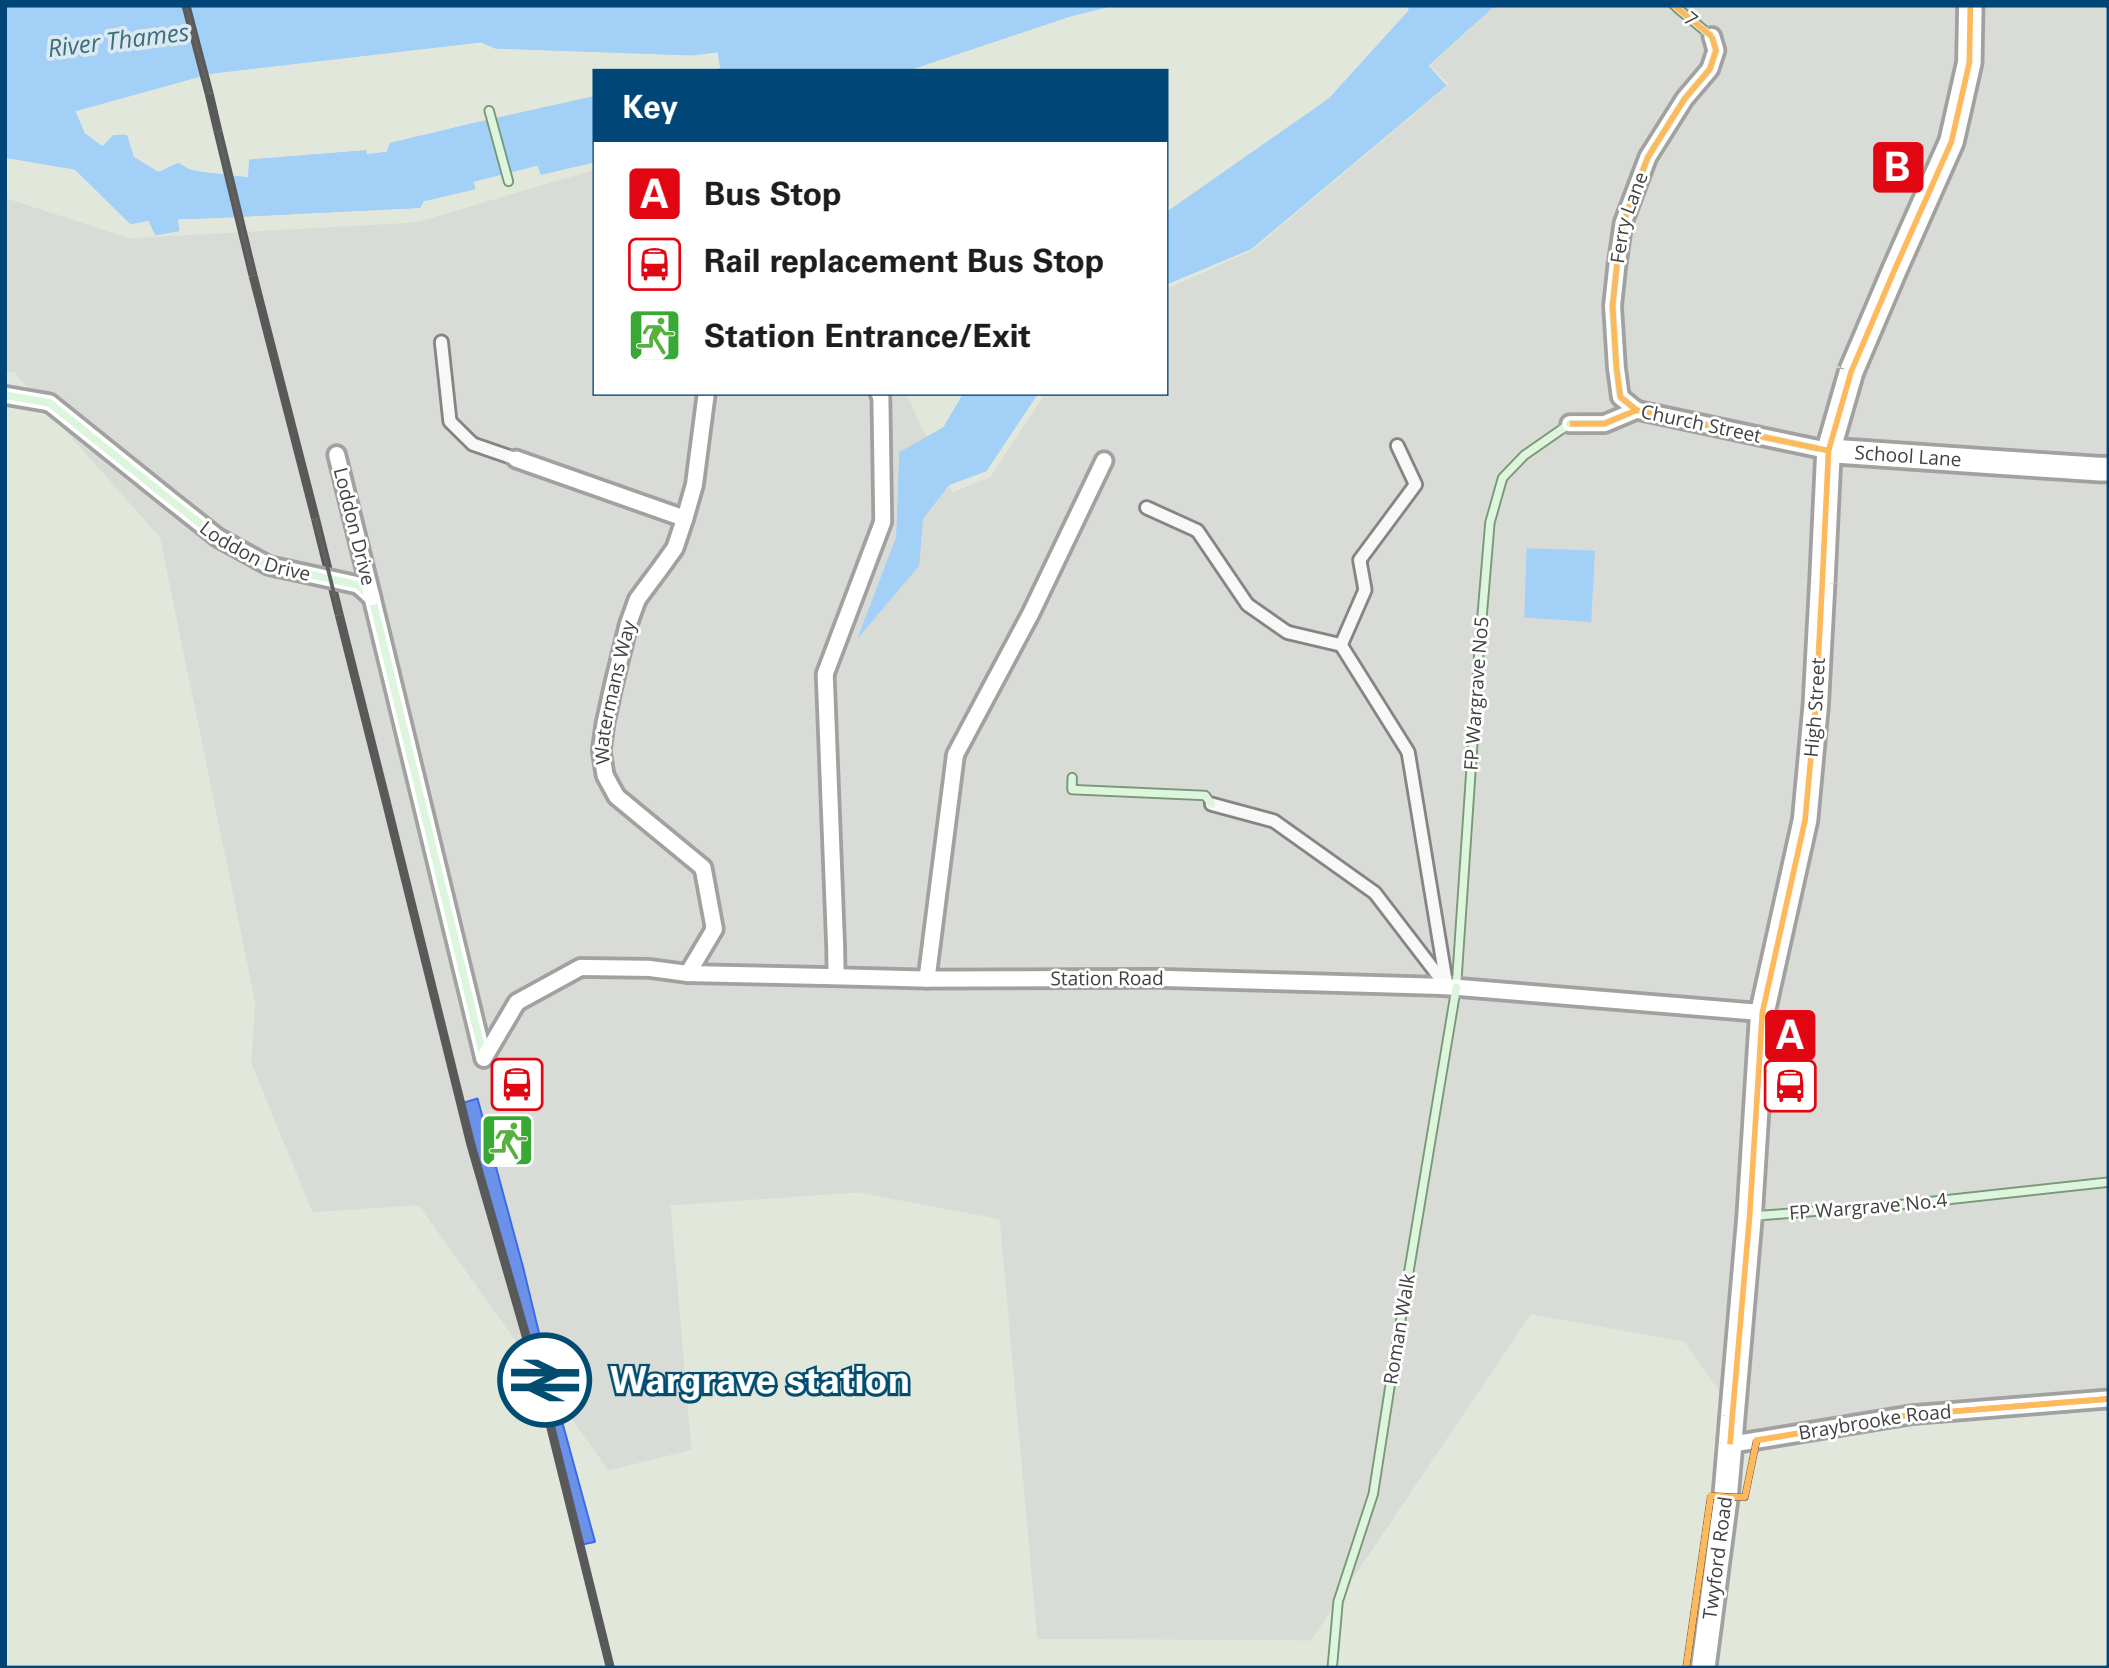 River Thames
7
Key
A
Bus Stop
Rail replacement Bus Stop
Station Entrance/Exit
B
Ferry Lane
Church Street
School Lane
Loddon Drive
Loddon Drive
Watermans Way
FP Wargrave No5
High Street
Station Road
A
FP Wargrave No.4
Roman Walk
Wargrave station
Braybrooke Road
Twyford Road